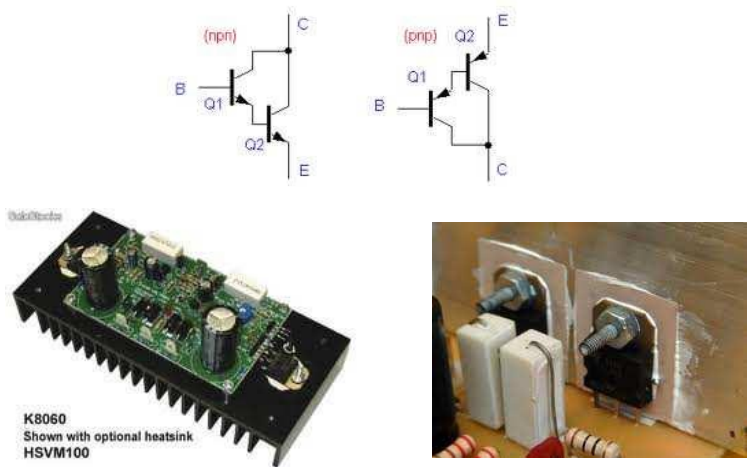 C
(npn)
B
Q1
Q2
E
E
(pnp)
Q2
Q1
B
C
K8060
Shown with optional heatsink
HSVM100